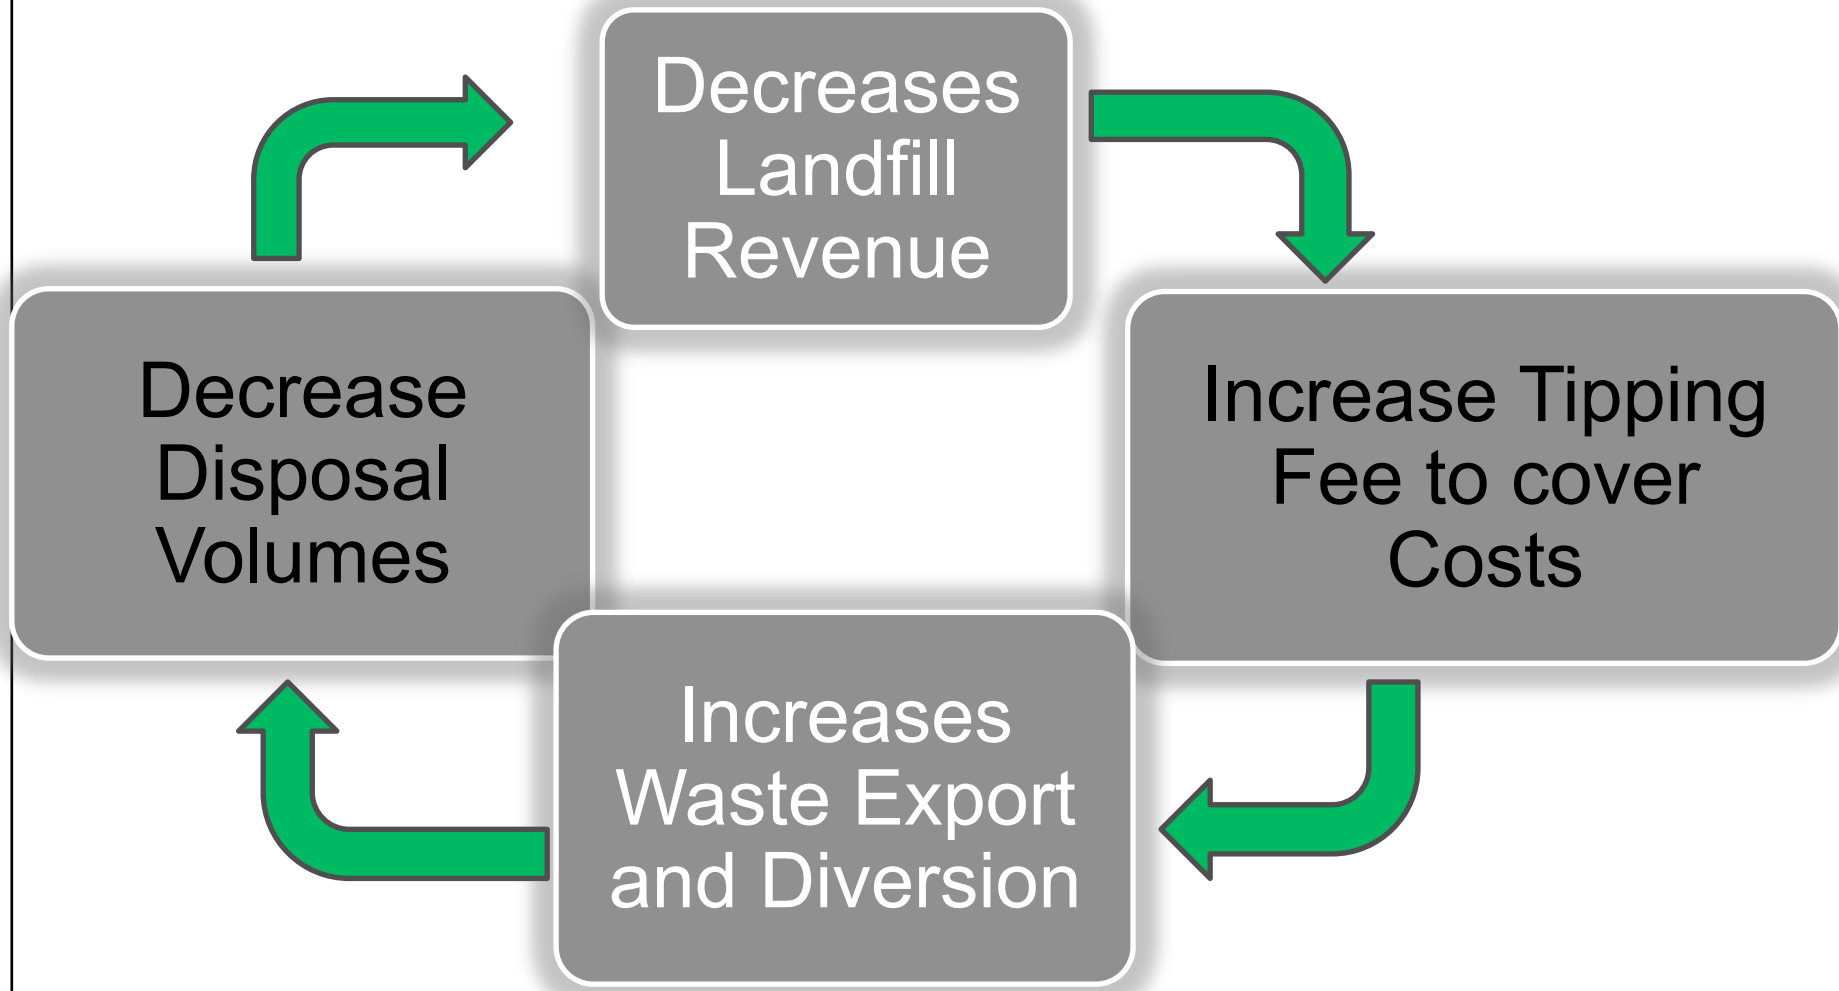 Decreases
Landfill
Revenue
Decrease
Disposal
Volumes
Increase Tipping
Fee to cover
Costs
Increases
Waste Export
and Diversion